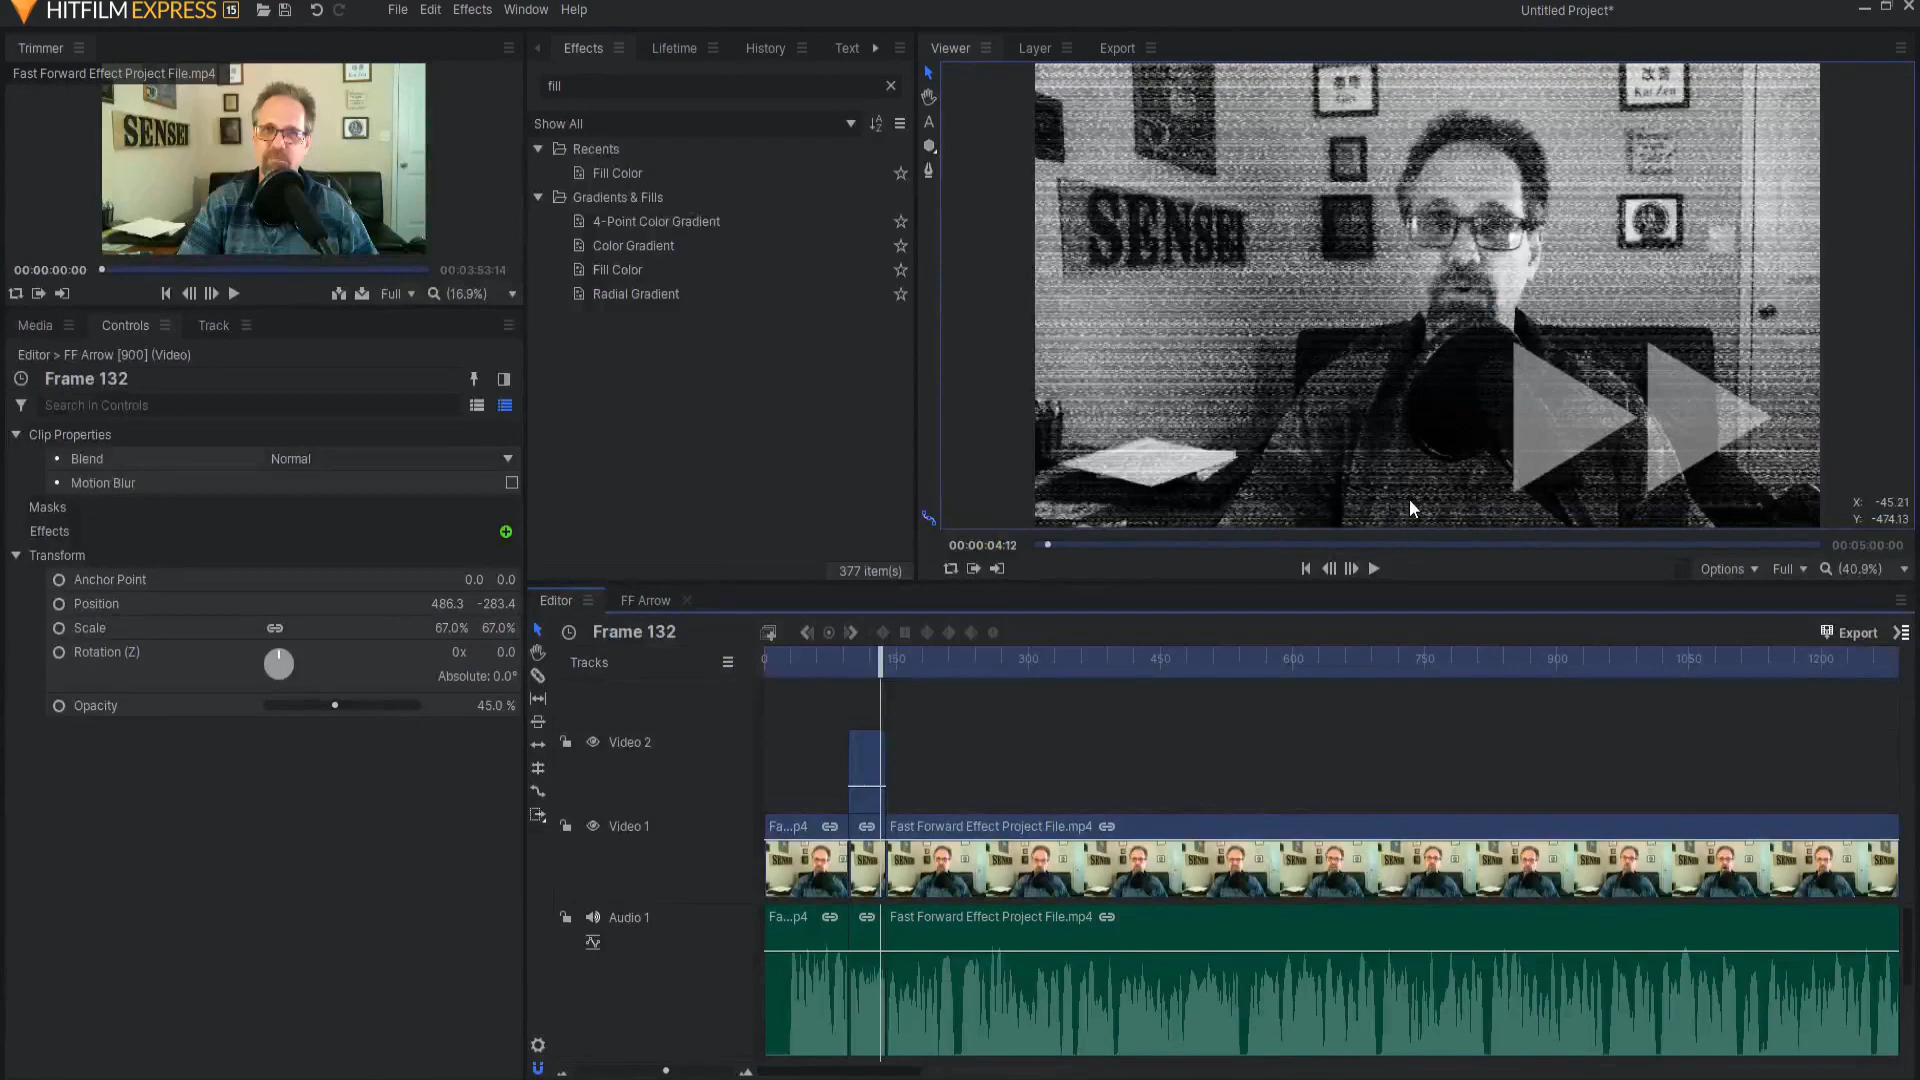 HITFILM EXPRESS 15
File Edit Effects Window Help
Untitled Project*
Trimmer
Fast Forward Effect Project File.mp4
SENSEI
00:00:00:00
00:03:53:14
Full
(16.9%)
Media
Controls
Track
Editor > FF Arrow [900] (Video)
Frame 132
Search in Controls
Clip Properties
Blend
Normal
Motion Blur
Masks
Effects
Transform
Anchor Point
0.0 0.0
Position
486.3 -283.4
Scale
67.0% 67.0%
Rotation (Z)
0x 0.0
Absolute: 0.0°
Opacity
45.0 %
Effects
Lifetime
History
Text
fill
Show All
Recents
Fill Color
Gradients & Fills
4-Point Color Gradient
Color Gradient
Fill Color
Radial Gradient
377 item(s)
Viewer
Layer
Export
改善
Kai Zen
SENSEI
X: -45.21
Y: -474.13
00:00:04:12
00:05:00:00
Options
Full
(40.9%)
Editor
FF Arrow
Frame 132
Export
Tracks
0 150 300 450 600 750 900 1050 1200
Video 2
Video 1
Fa...p4
Fast Forward Effect Project File.mp4
Audio 1
Fa...p4
Fast Forward Effect Project File.mp4